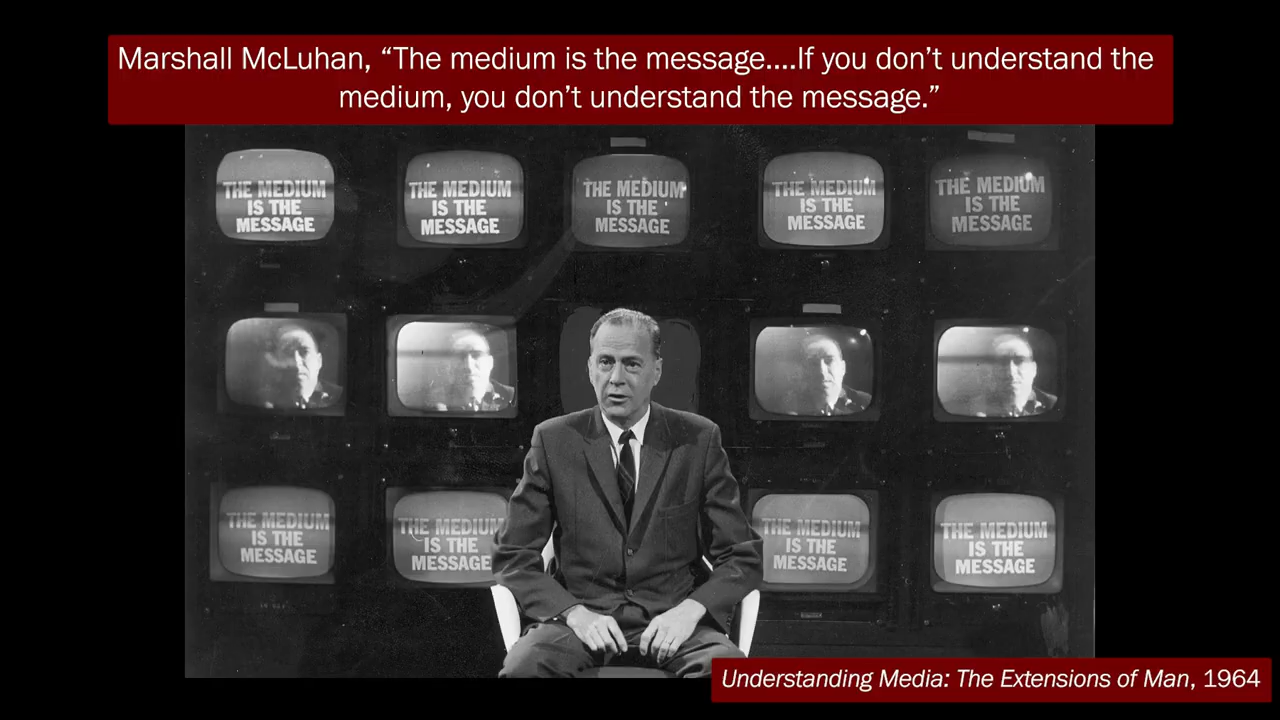 Marshall McLuhan, “The medium is the message....If you don’t understand the
medium, you don’t understand the message.”
THE MEDIUM
IS THE
MESSAGE
THE MEDIUM
IS THE
MESSAGE
THE MEDIUM
IS THE
MESSAGE
THE MEDIUM
IS THE
MESSAGE
THE MEDIUM
IS THE
MESSAGE
THE MEDIUM
IS THE
MESSAGE
THE MEDIUM
IS THE
MESSAGE
THE MEDIUM
IS THE
MESSAGE
THE MEDIUM
IS THE
MESSAGE
Understanding Media: The Extensions of Man, 1964